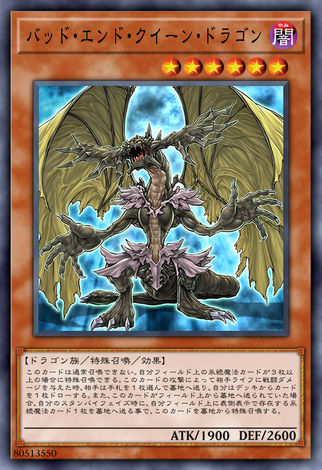 バッド・エンド・クイーン・ドラゴン
やみ
闇
【ドラゴン族／特殊召喚／効果】
このカードは通常召喚できない。自分フィールド上の永続魔法カードが３枚以
上の場合に特殊召喚できる。このカードの攻撃によって相手ライフに戦闘ダメ
ージを与えた時、相手は手札を１枚選んで墓地へ送り、自分はデッキからカード
を１枚ドローする。また、このカードがフィールド上から墓地へ送られていた場
合、自分のスタンバイフェイズ時に、自分フィールド上に表側表示で存在する永
続魔法カード１枚を墓地へ送る事で、このカードを墓地から特殊召喚する。
ATK/1900 DEF/2600
80513550